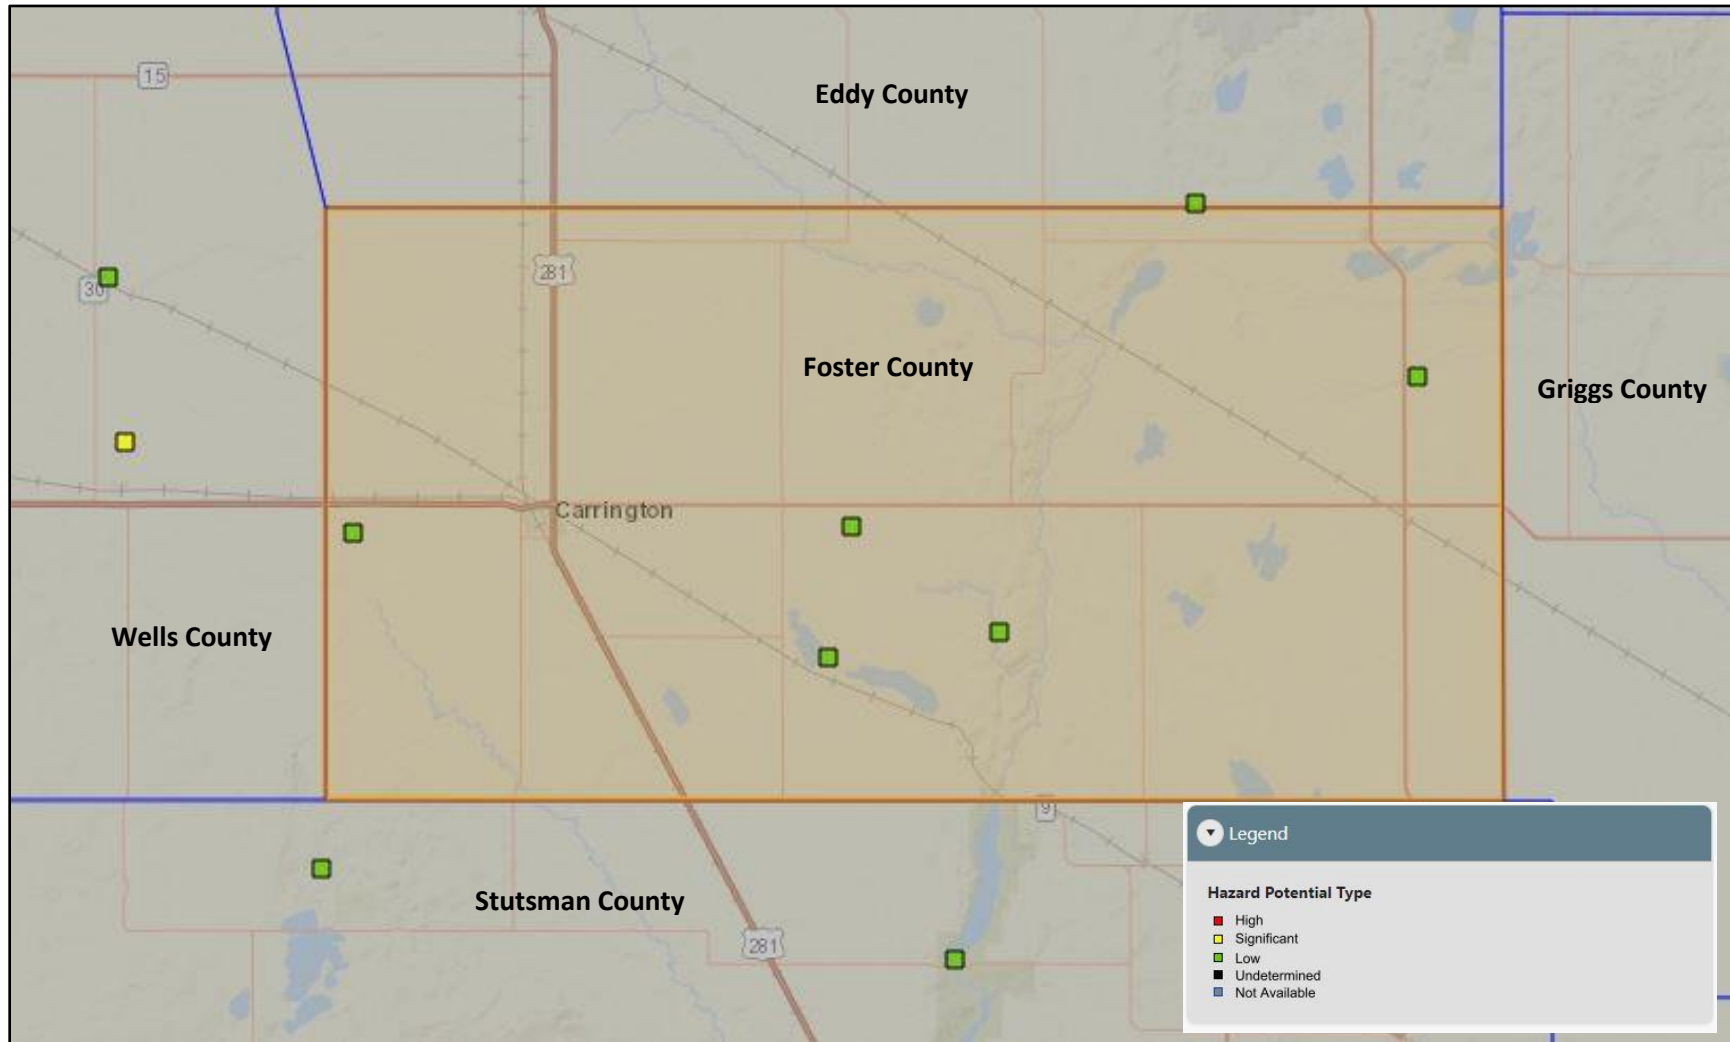 15
Eddy County
281
30
Foster County
Griggs County
Carrington
Wells County
9
Stutsman County
281
Legend
Hazard Potential Type
High
Significant
Low
Undetermined
Not Available